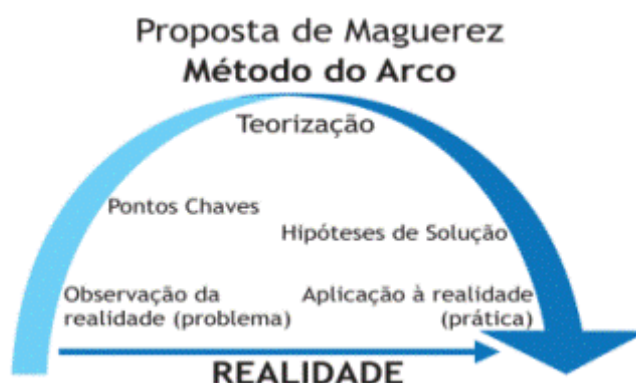 Proposta de Maguerez
Método do Arco
Teorização
Pontos Chaves
Hipóteses de Solução
Observação da
realidade (problema)
Aplicação à realidade
(prática)
REALIDADE